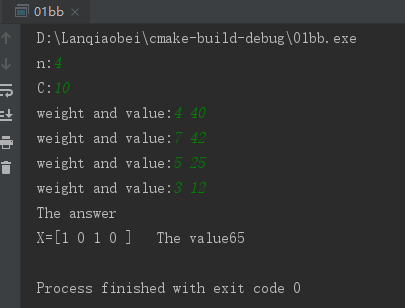 01bb
D:\Lanqiaobei\cmake-build-debug\01bb.exe
n:4
C:10
weight and value:4 40
weight and value:7 42
weight and value:5 25
weight and value:3 12
The answer
X=[1 0 1 0 ]   The value65
Process finished with exit code 0